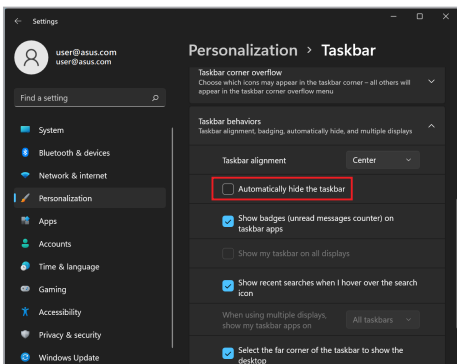 Settings
user@asus.com
user@asus.com
Find a setting
System
Bluetooth & devices
Network & internet
Personalization
Apps
Accounts
Time & language
Gaming
Accessibility
Privacy & security
Windows Update
Personalization > Taskbar
Taskbar corner overflow
Choose which icons may appear in the taskbar corner – all others will
appear in the taskbar corner overflow menu
Taskbar behaviors
Taskbar alignment, badging, automatically hide, and multiple displays
Taskbar alignment
Center
Automatically hide the taskbar
Show badges (unread messages counter) on
taskbar apps
Show my taskbar on all displays
Show recent searches when I hover over the search
icon
When using multiple displays,
show my taskbar apps on
All taskbars
Select the far corner of the taskbar to show the
desktop